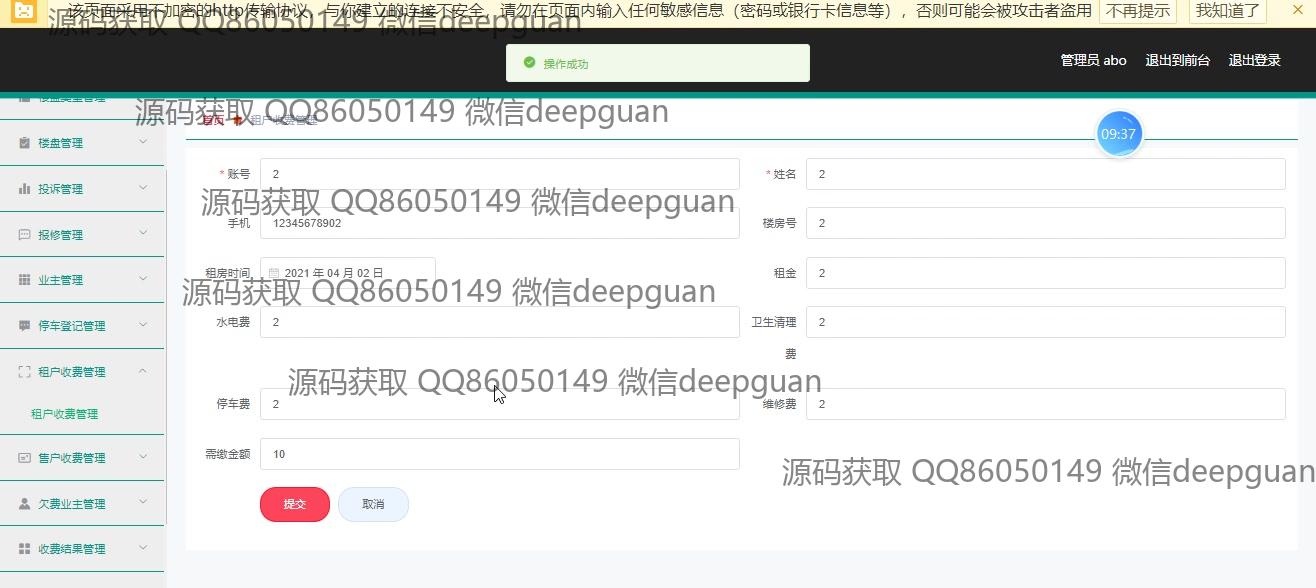 该页面采用不加密的http传输协议，与你建立的连接不安全，请勿在页面内输入任何敏感信息（密码或银行卡信息等），否则可能会被攻击者盗用 不再提示 我知道了
源码获取 QQ86050149 微信deepguan
操作成功
管理员 abo 退出到前台 退出登录
楼盘类型管理
源码获取 QQ86050149 微信deepguan
首页 租户收费管理
09:37
楼盘管理
* 账号 2 * 姓名 2
投诉管理
源码获取 QQ86050149 微信deepguan
手机 12345678902 楼房号 2
报修管理
租房时间 2021 年 04 月 02 日 租金 2
业主管理
源码获取 QQ86050149 微信deepguan
水电费 2 卫生清理费 2
停车登记管理
租户收费管理
源码获取 QQ86050149 微信deepguan
停车费 2 维修费 2
租户收费管理
需缴金额 10
售户收费管理
源码获取 QQ86050149 微信deepguan
提交 取消
欠费业主管理
收费结果管理